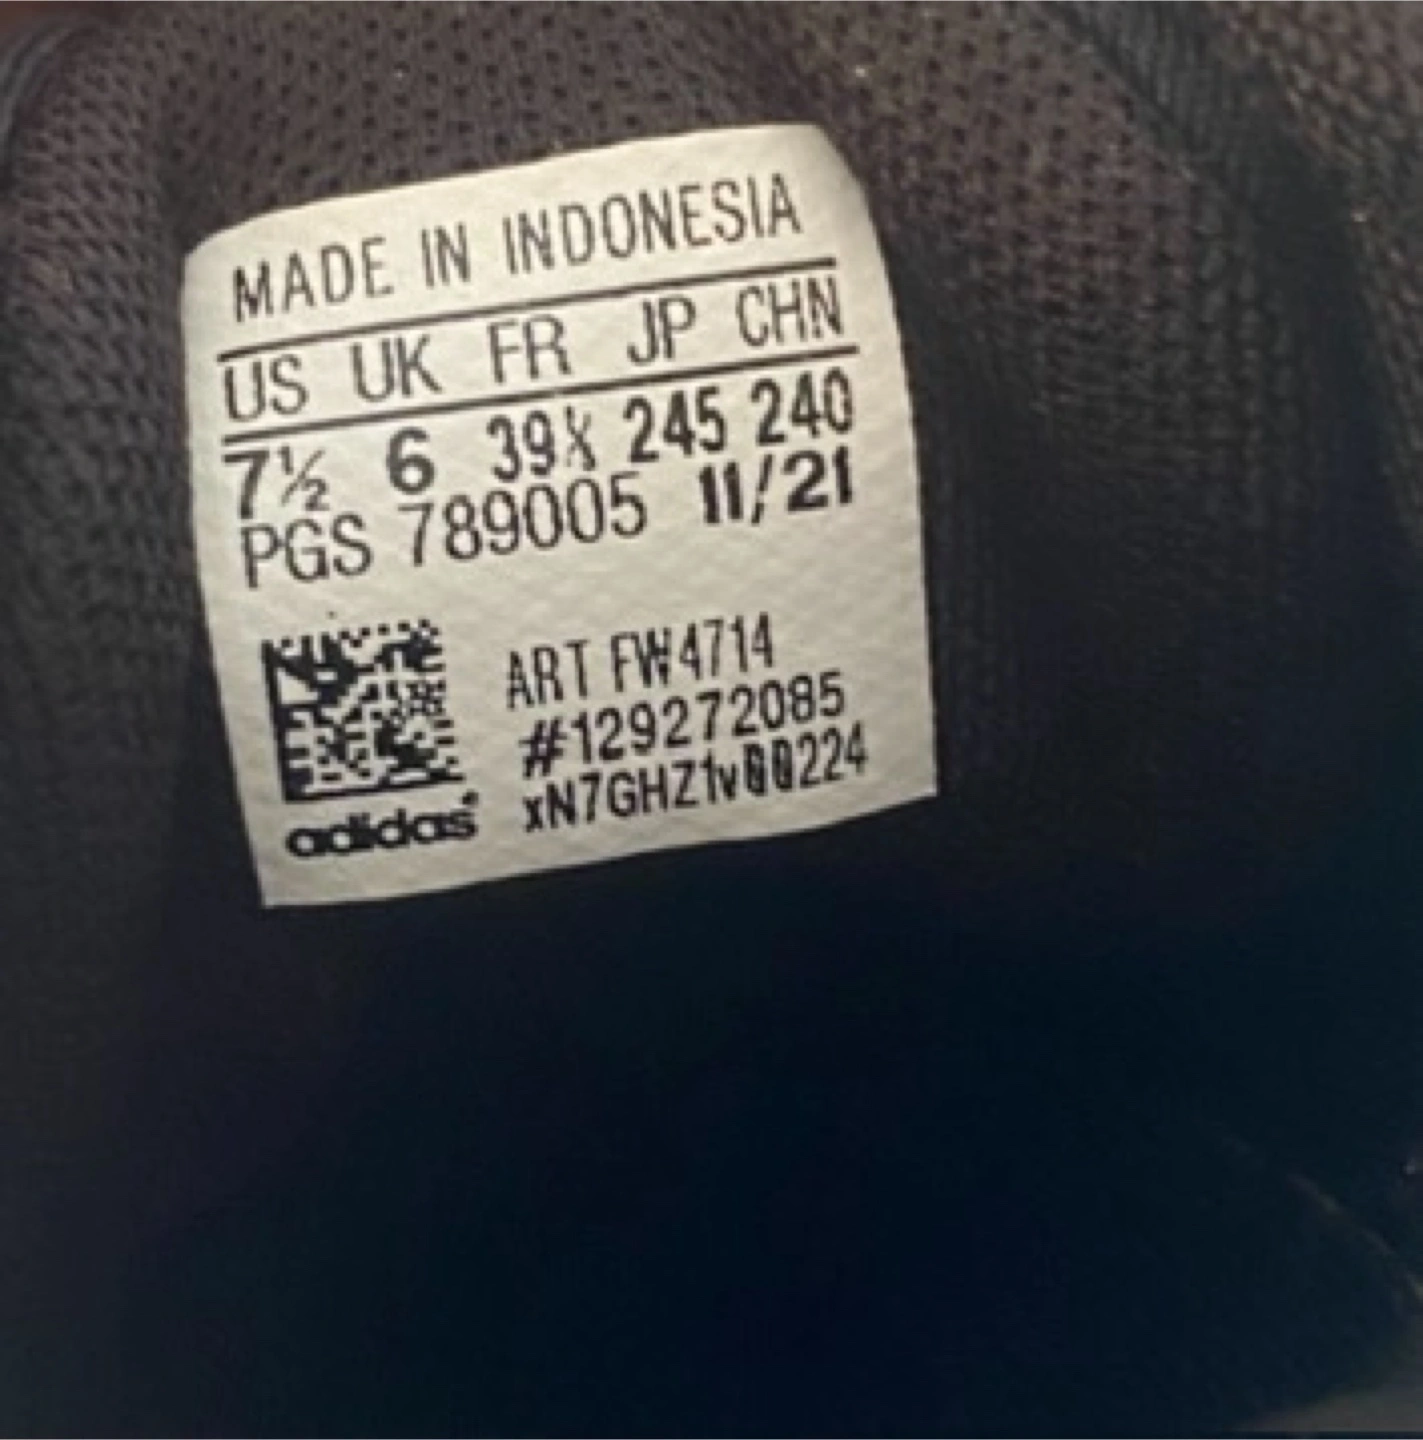 MADE IN INDONESIA
US UK FR JP CHN
7½ 6 39⅓ 245 240
PGS 789005 11/21
ART FW4714
#129272085
xN7GHZ1v00224
adidas